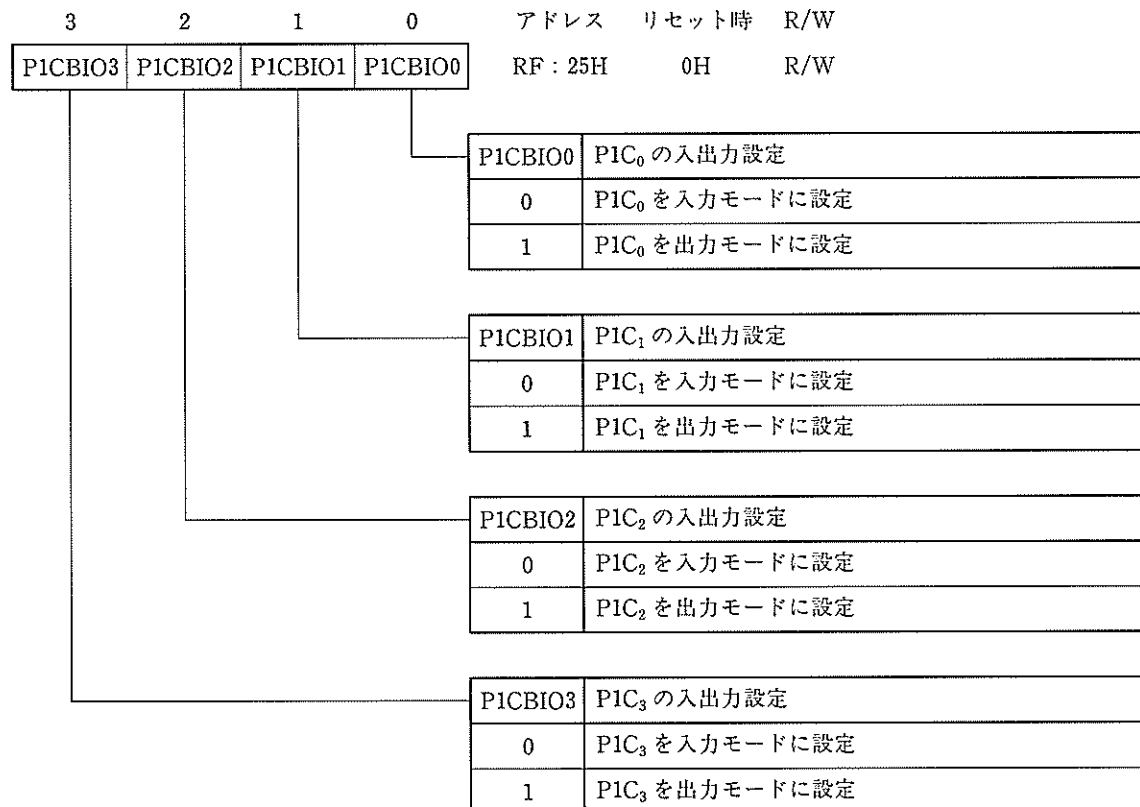 3 2 1 0 アドレス リセット時 R/W
P1CBIO3 P1CBIO2 P1CBIO1 P1CBIO0 RF : 25H 0H R/W
P1CBIO0 P1C₀ の入出力設定
0 P1C₀ を入力モードに設定
1 P1C₀ を出力モードに設定
P1CBIO1 P1C₁ の入出力設定
0 P1C₁ を入力モードに設定
1 P1C₁ を出力モードに設定
P1CBIO2 P1C₂ の入出力設定
0 P1C₂ を入力モードに設定
1 P1C₂ を出力モードに設定
P1CBIO3 P1C₃ の入出力設定
0 P1C₃ を入力モードに設定
1 P1C₃ を出力モードに設定